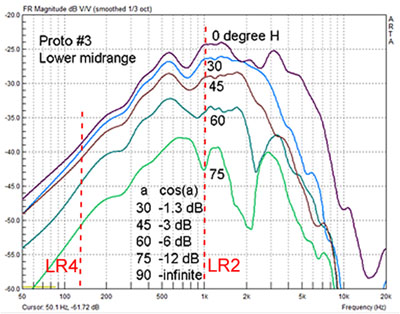 FR Magnitude dB V/V (smoothed 1/3 oct)
-20.0
-25.0
-30.0
-35.0
-40.0
-45.0
-50.0
-55.0
-60.0
A
R
T
A
Proto #3
Lower midrange
0 degree H
30
45
60
75
a cos(a)
30 -1.3 dB
45 -3 dB
60 -6 dB
75 -12 dB
90 -infinite
LR4
LR2
50 100 200 500 1k 2k 5k 10k 20k
Cursor: 50.1 Hz, -61.72 dB
Frequency (Hz)